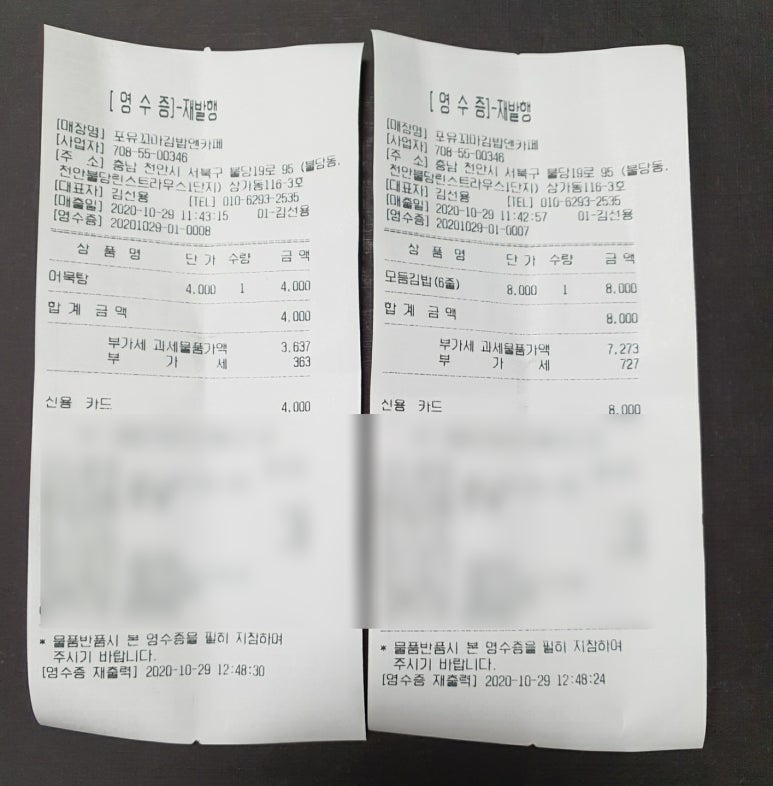 [ 영 수 증]-재발행
[매장명] 포유꼬마김밥앤카페
[사업자] 708-55-00346
[주 소] 충남 천안시 서북구 불당19로 95 (불당동,
천안불당린스트라우스1단지) 상가동116-3호
[대표자] 김선용 [TEL] 010-6293-2535
[매출일] 2020-10-29 11:43:15 01-김선용
[영수증] 20201029-01-0008
상 품 명 단 가 수량 금 액
어묵탕 4,000 1 4,000
합 계 금 액 4,000
부가세 과세물품가액 3,637
부 가 세 363
신용 카드 4,000
* 물품반품시 본 영수증을 필히 지참하여
주시기 바랍니다.
[영수증 재출력] 2020-10-29 12:48:30
[ 영 수 증]-재발행
[매장명] 포유꼬마김밥앤카페
[사업자] 708-55-00346
[주 소] 충남 천안시 서북구 불당19로 95 (불당동,
천안불당린스트라우스1단지) 상가동116-3호
[대표자] 김선용 [TEL] 010-6293-2535
[매출일] 2020-10-29 11:42:57 01-김선용
[영수증] 20201029-01-0007
상 품 명 단 가 수량 금 액
모둠김밥(6줄) 8,000 1 8,000
합 계 금 액 8,000
부가세 과세물품가액 7,273
부 가 세 727
신용 카드 8,000
* 물품반품시 본 영수증을 필히 지참하여
주시기 바랍니다.
[영수증 재출력] 2020-10-29 12:48:24